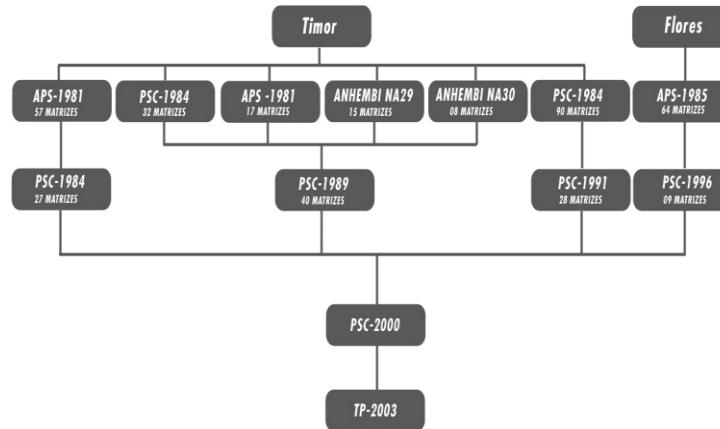 Timor
Flores
APS-1981
57 MATRIZES
PSC-1984
32 MATRIZES
APS -1981
17 MATRIZES
ANHEMBI NA29
15 MATRIZES
ANHEMBI NA30
08 MATRIZES
PSC-1984
90 MATRIZES
APS-1985
64 MATRIZES
PSC-1984
27 MATRIZES
PSC-1989
40 MATRIZES
PSC-1991
28 MATRIZES
PSC-1996
09 MATRIZES
PSC-2000
TP-2003